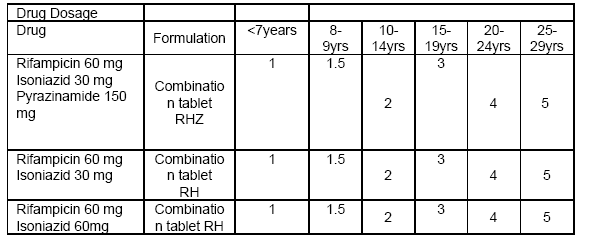 Drug Dosage
Drug Formulation <7years 8-9yrs 10-14yrs 15-19yrs 20-24yrs 25-29yrs
Rifampicin 60 mg
Isoniazid 30 mg
Pyrazinamide 150
mg
Combinatio
n tablet
RHZ
1 1.5 2 3 4 5
Rifampicin 60 mg
Isoniazid 30 mg
Combinatio
n tablet
RH
1 1.5 2 3 4 5
Rifampicin 60 mg
Isoniazid 60mg
Combinatio
n tablet RH
1 1.5 2 3 4 5